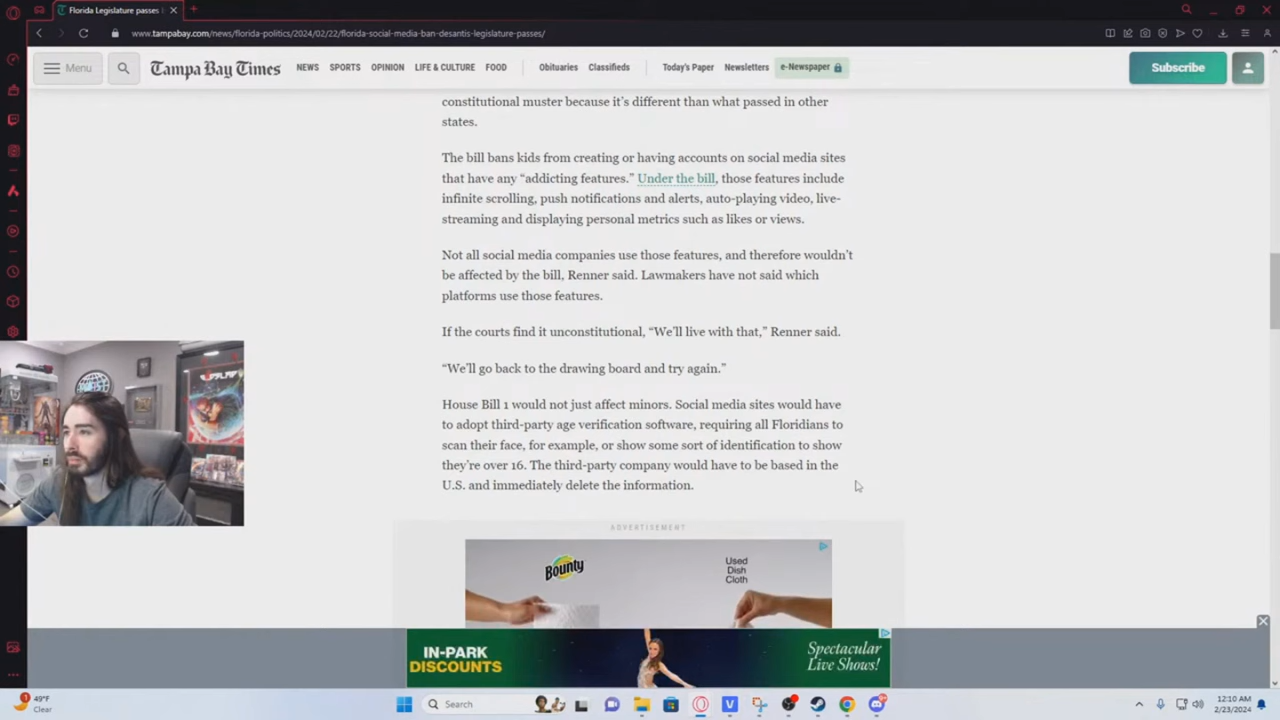 Florida Legislature passes
www.tampabay.com/news/florida-politics/2024/02/22/florida-social-media-ban-desantis-legislature-passes/
Menu
Tampa Bay Times
NEWS SPORTS OPINION LIFE & CULTURE FOOD Obituaries Classifieds Today's Paper Newsletters e-Newspaper
Subscribe
constitutional muster because it's different than what passed in other
states.
The bill bans kids from creating or having accounts on social media sites
that have any “addicting features.” Under the bill, those features include
infinite scrolling, push notifications and alerts, auto-playing video, live-
streaming and displaying personal metrics such as likes or views.
Not all social media companies use those features, and therefore wouldn't
be affected by the bill, Renner said. Lawmakers have not said which
platforms use those features.
If the courts find it unconstitutional, “We'll live with that,” Renner said.
“We'll go back to the drawing board and try again.”
House Bill 1 would not just affect minors. Social media sites would have
to adopt third-party age verification software, requiring all Floridians to
scan their face, for example, or show some sort of identification to show
they're over 16. The third-party company would have to be based in the
U.S. and immediately delete the information.
ADVERTISEMENT
Bounty
Used
Dish
Cloth
IN-PARK
DISCOUNTS
Spectacular
Live Shows!
49°F
Clear
Search
12:10 AM
2/23/2024